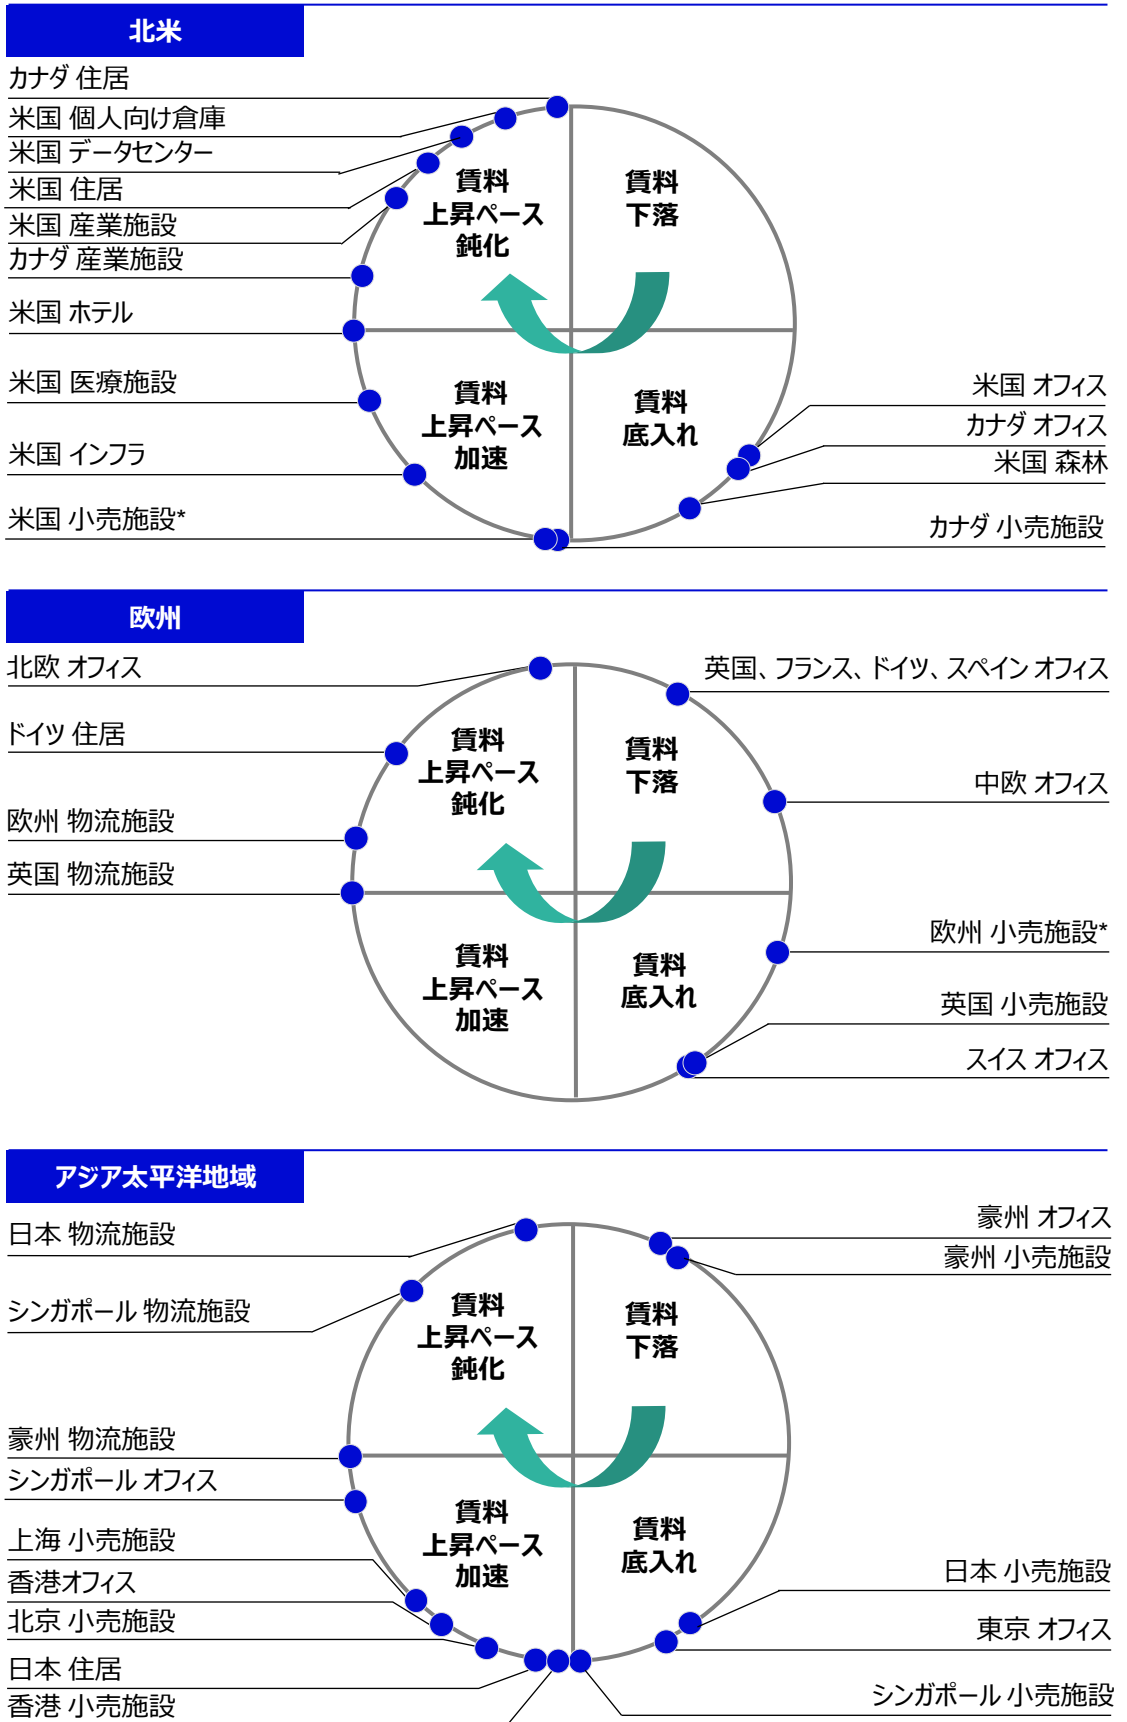 北米
カナダ 住居
米国 個人向け倉庫
米国 データセンター
米国 住居
米国 産業施設
カナダ 産業施設
米国 ホテル
米国 医療施設
米国 インフラ
米国 小売施設*
賃料
上昇ペース
鈍化
賃料
下落
賃料
上昇ペース
加速
賃料
底入れ
米国 オフィス
カナダ オフィス
米国 森林
カナダ 小売施設
欧州
北欧 オフィス
ドイツ 住居
欧州 物流施設
英国 物流施設
賃料
上昇ペース
鈍化
賃料
下落
賃料
上昇ペース
加速
賃料
底入れ
英国、フランス、ドイツ、スペイン オフィス
中欧 オフィス
欧州 小売施設*
英国 小売施設
スイス オフィス
アジア太平洋地域
日本 物流施設
シンガポール 物流施設
豪州 物流施設
シンガポール オフィス
上海 小売施設
香港オフィス
北京 小売施設
日本 住居
香港 小売施設
賃料
上昇ペース
鈍化
賃料
下落
賃料
上昇ペース
加速
賃料
底入れ
豪州 オフィス
豪州 小売施設
日本 小売施設
東京 オフィス
シンガポール 小売施設